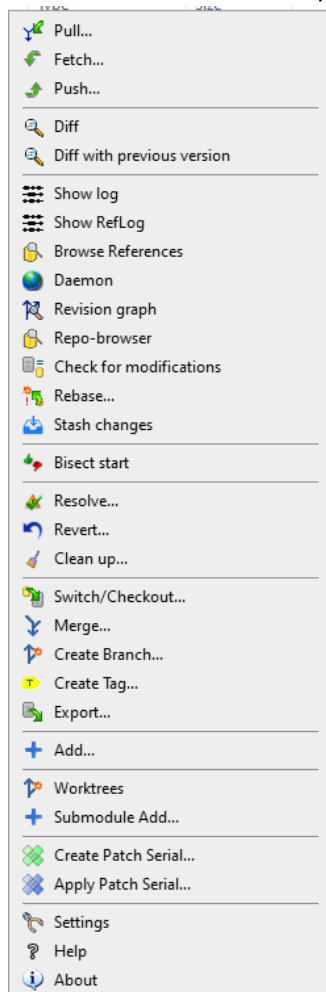 Type Size
Pull...
Fetch...
Push...
Diff
Diff with previous version
Show log
Show RefLog
Browse References
Daemon
Revision graph
Repo-browser
Check for modifications
Rebase...
Stash changes
Bisect start
Resolve...
Revert...
Clean up...
Switch/Checkout...
Merge...
Create Branch...
T Create Tag...
Export...
Add...
Worktrees
Submodule Add...
Create Patch Serial...
Apply Patch Serial...
Settings
Help
About